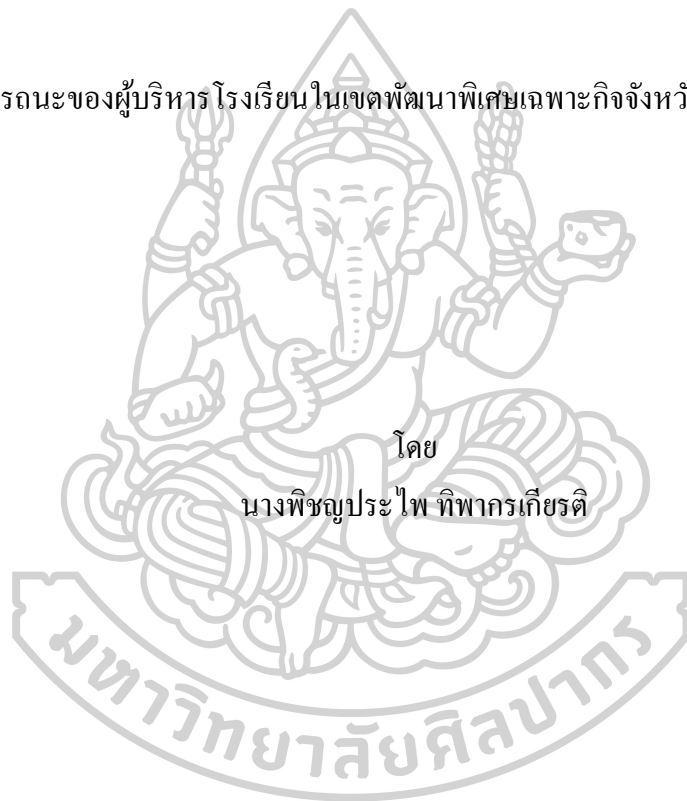 รถนะของผู้บริหารโรงเรียนในเขตพัฒนาพิเศษเฉพาะกิจจังหวั
โดย
นางพิชญประไพ ทิพากรเกียรติ
มหาวิทยาลัยศิลปากร